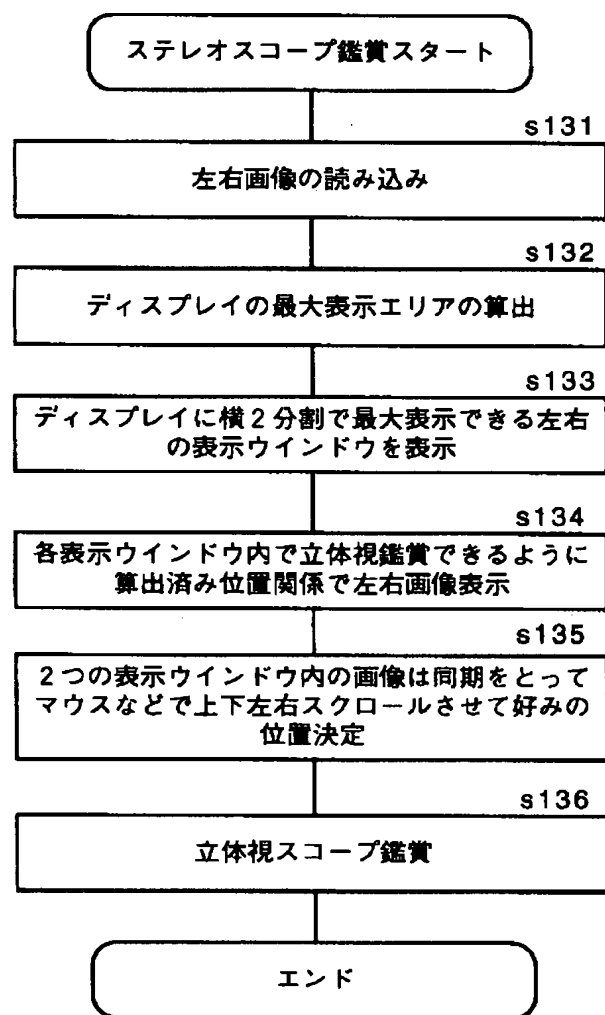 ステレオスコープ鑑賞スタート
s131
左右画像の読み込み
s132
ディスプレイの最大表示エリアの算出
s133
ディスプレイに横2分割で最大表示できる左右
の表示ウインドウを表示
s134
各表示ウインドウ内で立体視鑑賞できるように
算出済み位置関係で左右画像表示
s135
2つの表示ウインドウ内の画像は同期をとって
マウスなどで上下左右スクロールさせて好みの
位置決定
s136
立体視スコープ鑑賞
エンド